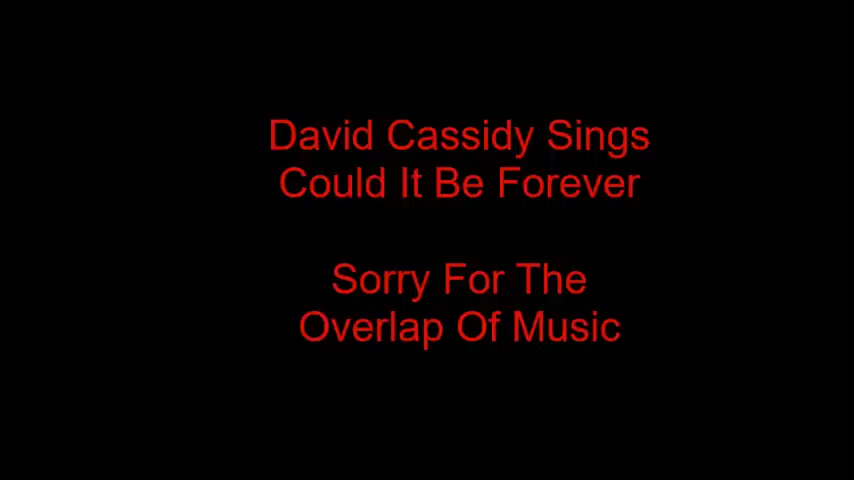 David Cassidy Sings
Could It Be Forever
Sorry For The
Overlap Of Music